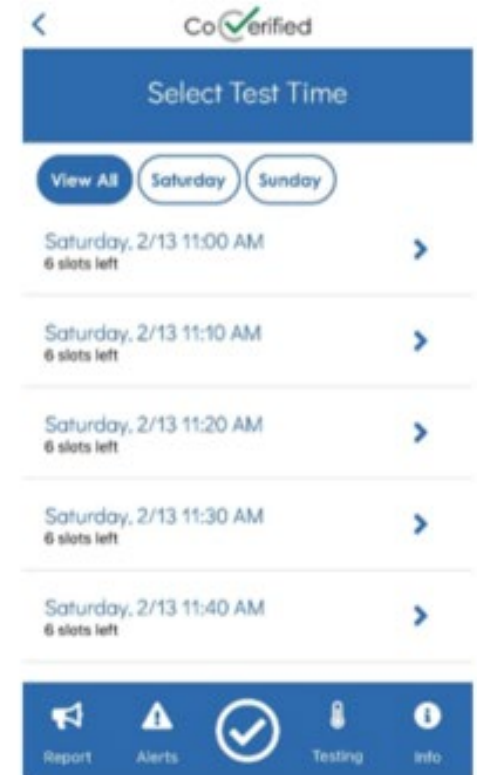 CoVerified
Select Test Time
View All Saturday Sunday
Saturday, 2/13 11:00 AM
6 slots left
Saturday, 2/13 11:10 AM
6 slots left
Saturday, 2/13 11:20 AM
6 slots left
Saturday, 2/13 11:30 AM
6 slots left
Saturday, 2/13 11:40 AM
6 slots left
Report Alerts Testing Info